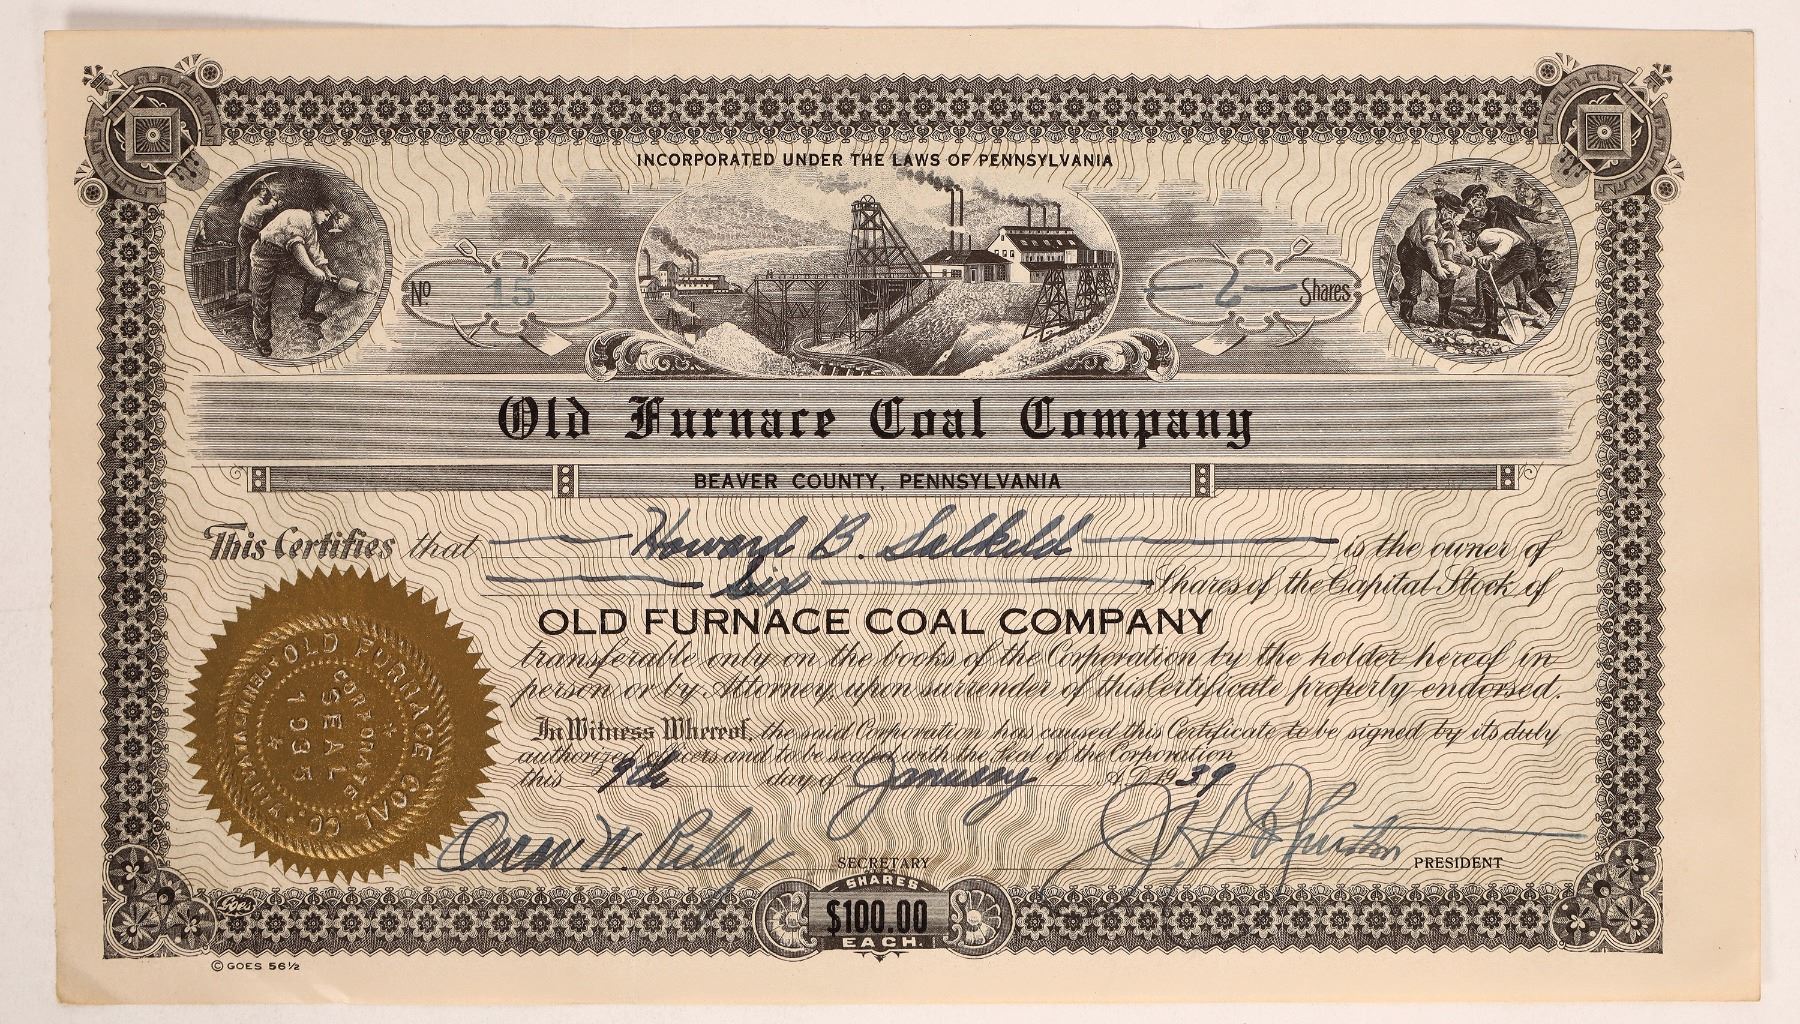 INCORPORATED UNDER THE LAWS OF PENNSYLVANIA
No 15
6 Shares
Old Furnace Coal Company
BEAVER COUNTY, PENNSYLVANIA
This Certifies that Howard B. Salkeld is the owner of
Six Shares of the Capital Stock of
OLD FURNACE COAL COMPANY
transferable only on the books of the Corporation by the holder hereof in
person or by Attorney, upon surrender of this Certificate properly endorsed.
In Witness Whereof, the said Corporation has caused this Certificate to be signed by its duly
authorized officers and to be sealed with the Seal of the Corporation
this 9th day of January A.D. 1939
OLD FURNACE COAL CO. PENNSYLVANIA
CORPORATE
SEAL
1935
W. Riley SECRETARY
PRESIDENT
SHARES
$100.00
EACH.
Goes
© GOES 56½